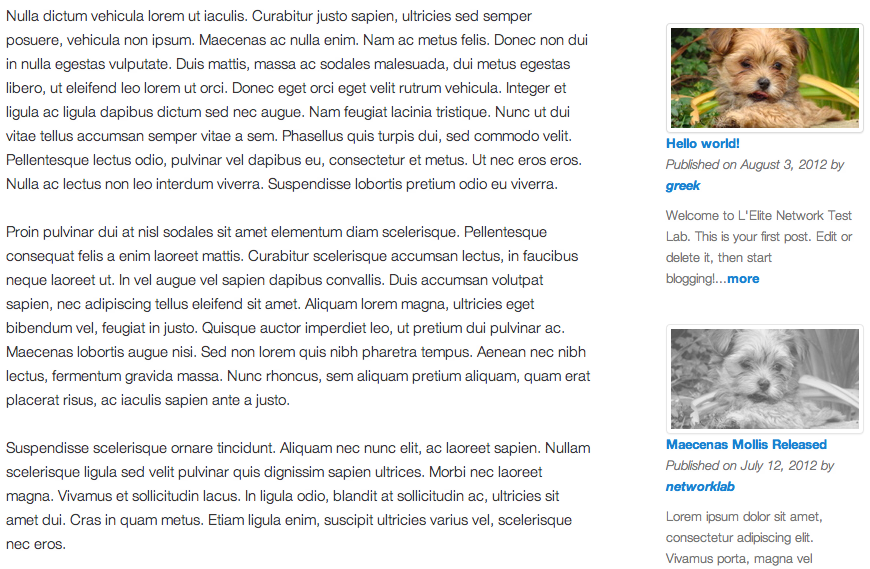 Nulla dictum vehicula lorem ut iaculis. Curabitur justo sapien, ultricies sed semper
posuere, vehicula non ipsum. Maecenas ac nulla enim. Nam ac metus felis. Donec non dui
in nulla egestas vulputate. Duis mattis, massa ac sodales malesuada, dui metus egestas
libero, ut eleifend leo lorem ut orci. Donec eget orci eget velit rutrum vehicula. Integer et
ligula ac ligula dapibus dictum sed nec augue. Nam feugiat lacinia tristique. Nunc ut dui
vitae tellus accumsan semper vitae a sem. Phasellus quis turpis dui, sed commodo velit.
Pellentesque lectus odio, pulvinar vel dapibus eu, consectetur et metus. Ut nec eros eros.
Nulla ac lectus non leo interdum viverra. Suspendisse lobortis pretium odio eu viverra.
Proin pulvinar dui at nisl sodales sit amet elementum diam scelerisque. Pellentesque
consequat felis a enim laoreet mattis. Curabitur scelerisque accumsan lectus, in faucibus
neque laoreet ut. In vel augue vel sapien dapibus convallis. Duis accumsan volutpat
sapien, nec adipiscing tellus eleifend sit amet. Aliquam lorem magna, ultricies eget
bibendum vel, feugiat in justo. Quisque auctor imperdiet leo, ut pretium dui pulvinar ac.
Maecenas lobortis augue nisi. Sed non lorem quis nibh pharetra tempus. Aenean nec nibh
lectus, fermentum gravida massa. Nunc rhoncus, sem aliquam pretium aliquam, quam erat
placerat risus, ac iaculis sapien ante a justo.
Suspendisse scelerisque ornare tincidunt. Aliquam nec nunc elit, ac laoreet sapien. Nullam
scelerisque ligula sed velit pulvinar quis dignissim sapien ultrices. Morbi nec laoreet
magna. Vivamus et sollicitudin lacus. In ligula odio, blandit at sollicitudin ac, ultricies sit
amet dui. Cras in quam metus. Etiam ligula enim, suscipit ultricies varius vel, scelerisque
nec eros.
Hello world!
Published on August 3, 2012 by
greek
Welcome to L'Elite Network Test
Lab. This is your first post. Edit or
delete it, then start
blogging!...more
Maecenas Mollis Released
Published on July 12, 2012 by
networklab
Lorem ipsum dolor sit amet,
consectetur adipiscing elit.
Vivamus porta, magna vel